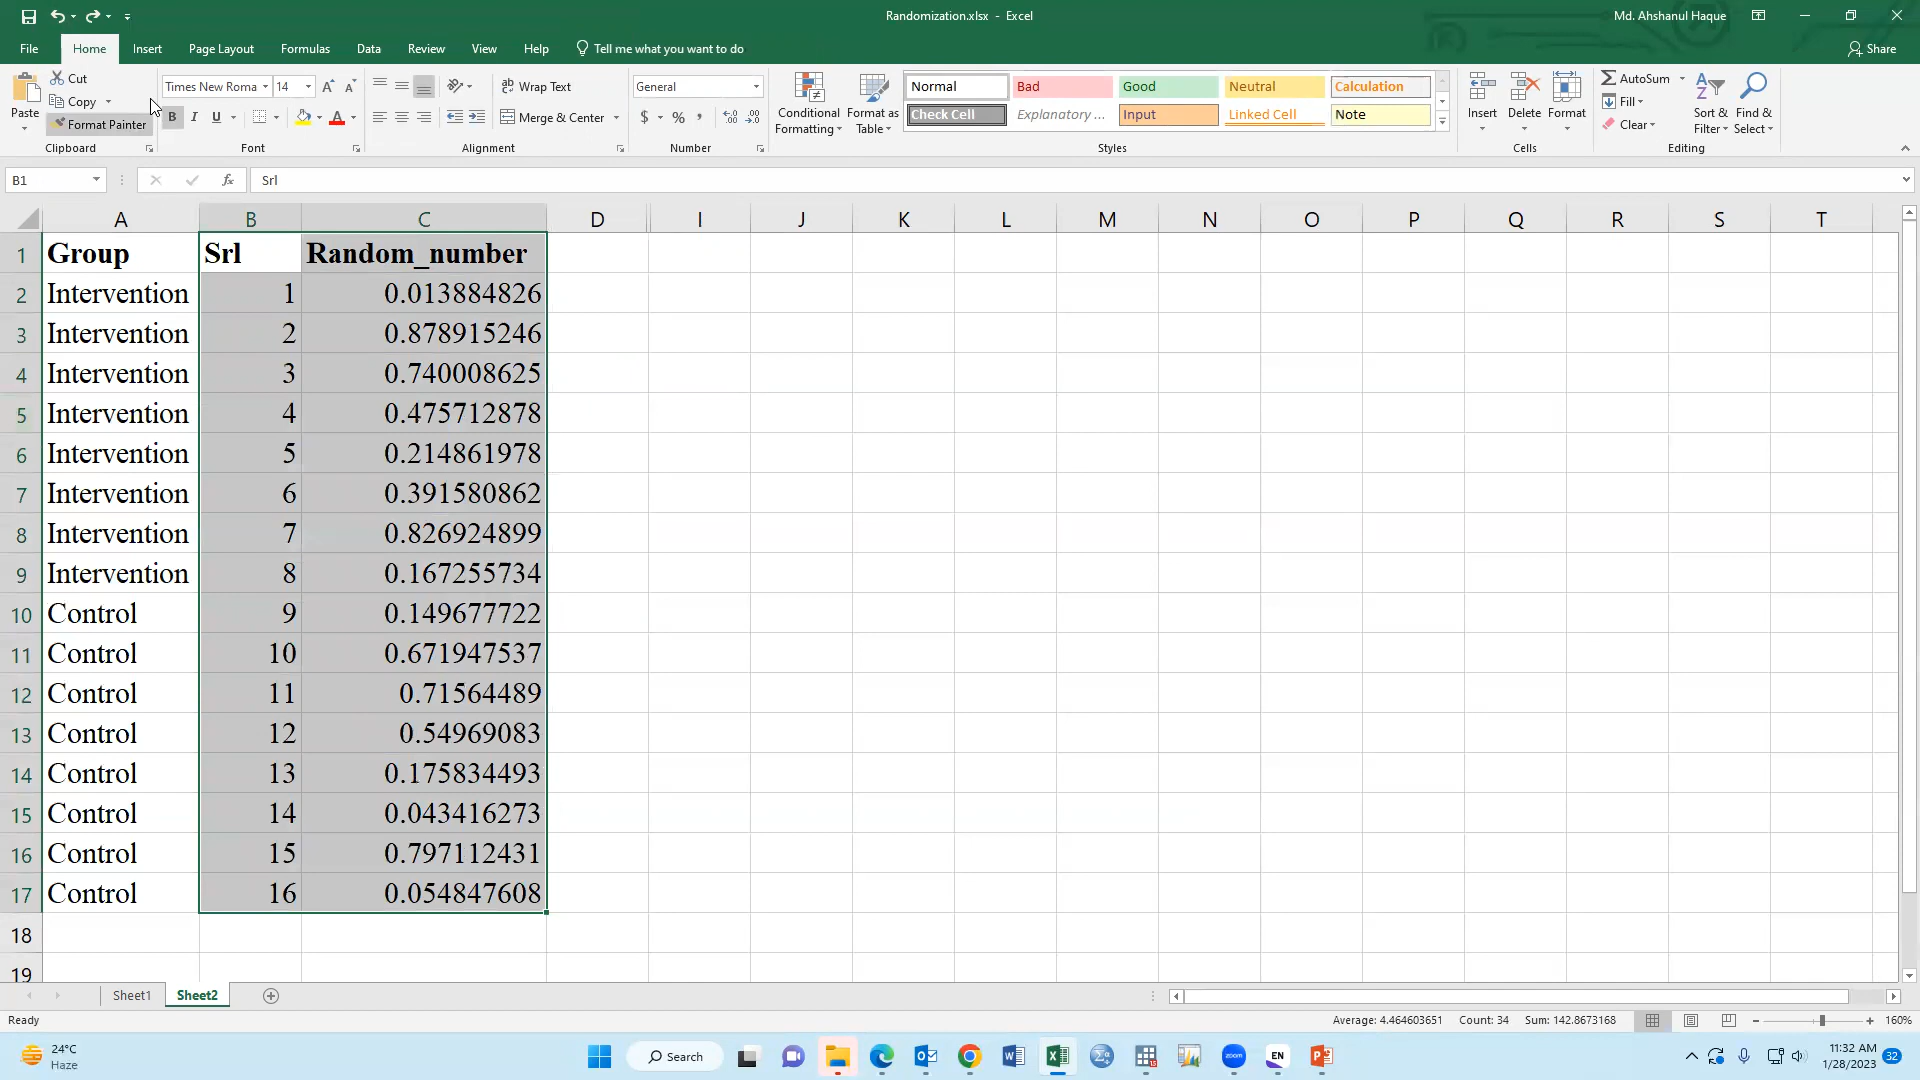 Randomization.xlsx - Excel
Md. Ahshanul Haque
File Home Insert Page Layout Formulas Data Review View Help Tell me what you want to do Share
Paste
Cut
Copy
Format Painter
Clipboard
Times New Roma 14
B I U
Font
Wrap Text
Merge & Center
Alignment
General
$ % ,
Number
Conditional Formatting
Format as Table
Normal Bad Good Neutral Calculation
Check Cell Explanatory ... Input Linked Cell Note
Styles
Insert Delete Format
Cells
AutoSum
Fill
Clear
Sort & Filter
Find & Select
Editing
B1 fx Srl
A B C D I J K L M N O P Q R S T
1 Group Srl Random_number
2 Intervention 1 0.013884826
3 Intervention 2 0.878915246
4 Intervention 3 0.740008625
5 Intervention 4 0.475712878
6 Intervention 5 0.214861978
7 Intervention 6 0.391580862
8 Intervention 7 0.826924899
9 Intervention 8 0.167255734
10 Control 9 0.149677722
11 Control 10 0.671947537
12 Control 11 0.71564489
13 Control 12 0.54969083
14 Control 13 0.175834493
15 Control 14 0.043416273
16 Control 15 0.797112431
17 Control 16 0.054847608
18
19
Sheet1 Sheet2
Ready
Average: 4.464603651 Count: 34 Sum: 142.8673168
160%
24°C
Haze
Search
zoom
EN
11:32 AM
1/28/2023
32